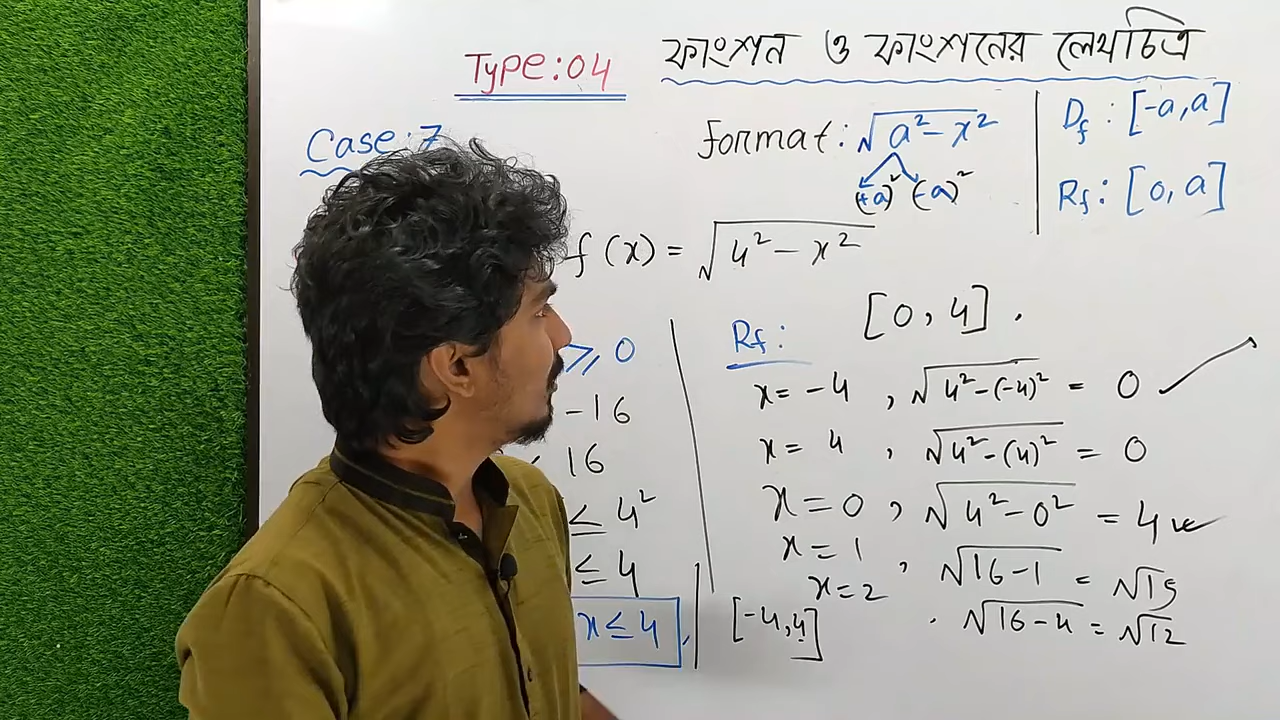 Type:04
ফাংশন ও ফাংশনের লেখচিত্র
Case:7
Format: √(a² − x²)
(+a)² (−a)²
D_f : [-a, a]
R_f : [0, a]
f(x) = √(4² − x²)
[0, 4] .
⩾ 0
−16
16
≤ 4²
≤ 4
x ≤ 4
R_f :
x = −4 , √(4²−(−4)²) = 0
x = 4 , √(4²−(4)²) = 0
x = 0 , √(4²−0²) = 4
x = 1 , √(16−1) = √15
x = 2 . √(16−4) = √12
[-4, 4]